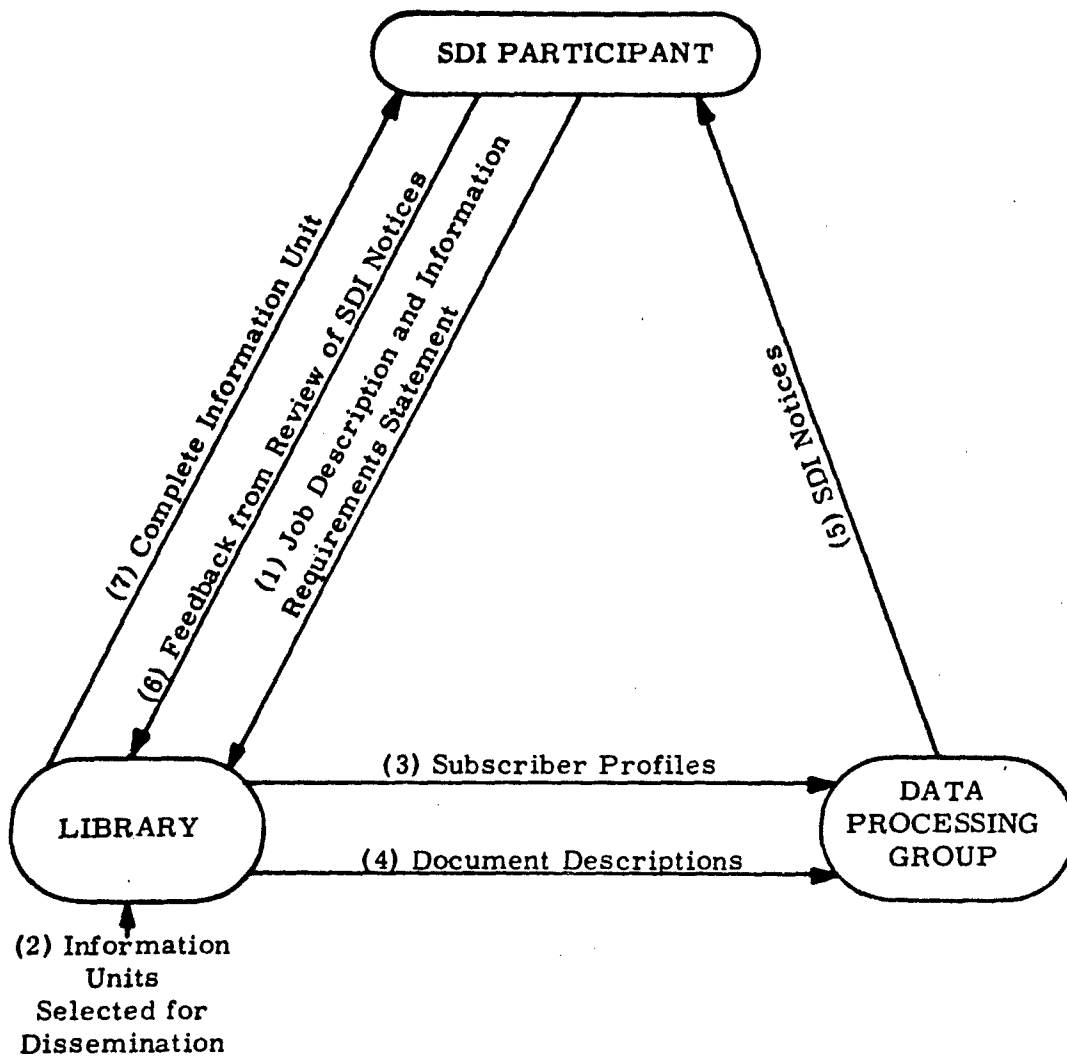 SDI PARTICIPANT
(7) Complete Information Unit
(6) Feedback from Review of SDI Notices
(1) Job Description and Information
Requirements Statement
(5) SDI Notices
(3) Subscriber Profiles
LIBRARY
DATA
PROCESSING
GROUP
(4) Document Descriptions
(2) Information
Units
Selected for
Dissemination